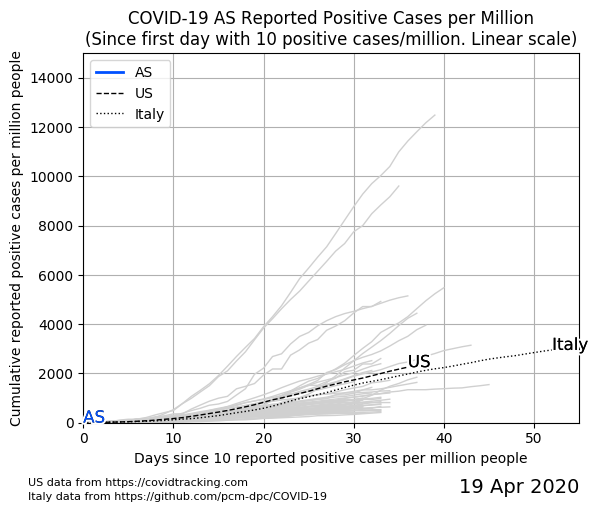 COVID-19 AS Reported Positive Cases per Million
(Since first day with 10 positive cases/million. Linear scale)
Cumulative reported positive cases per million people
14000
12000
10000
8000
6000
4000
2000
0
AS
US
Italy
Italy
US
AS
0 10 20 30 40 50
Days since 10 reported positive cases per million people
US data from https://covidtracking.com
Italy data from https://github.com/pcm-dpc/COVID-19
19 Apr 2020